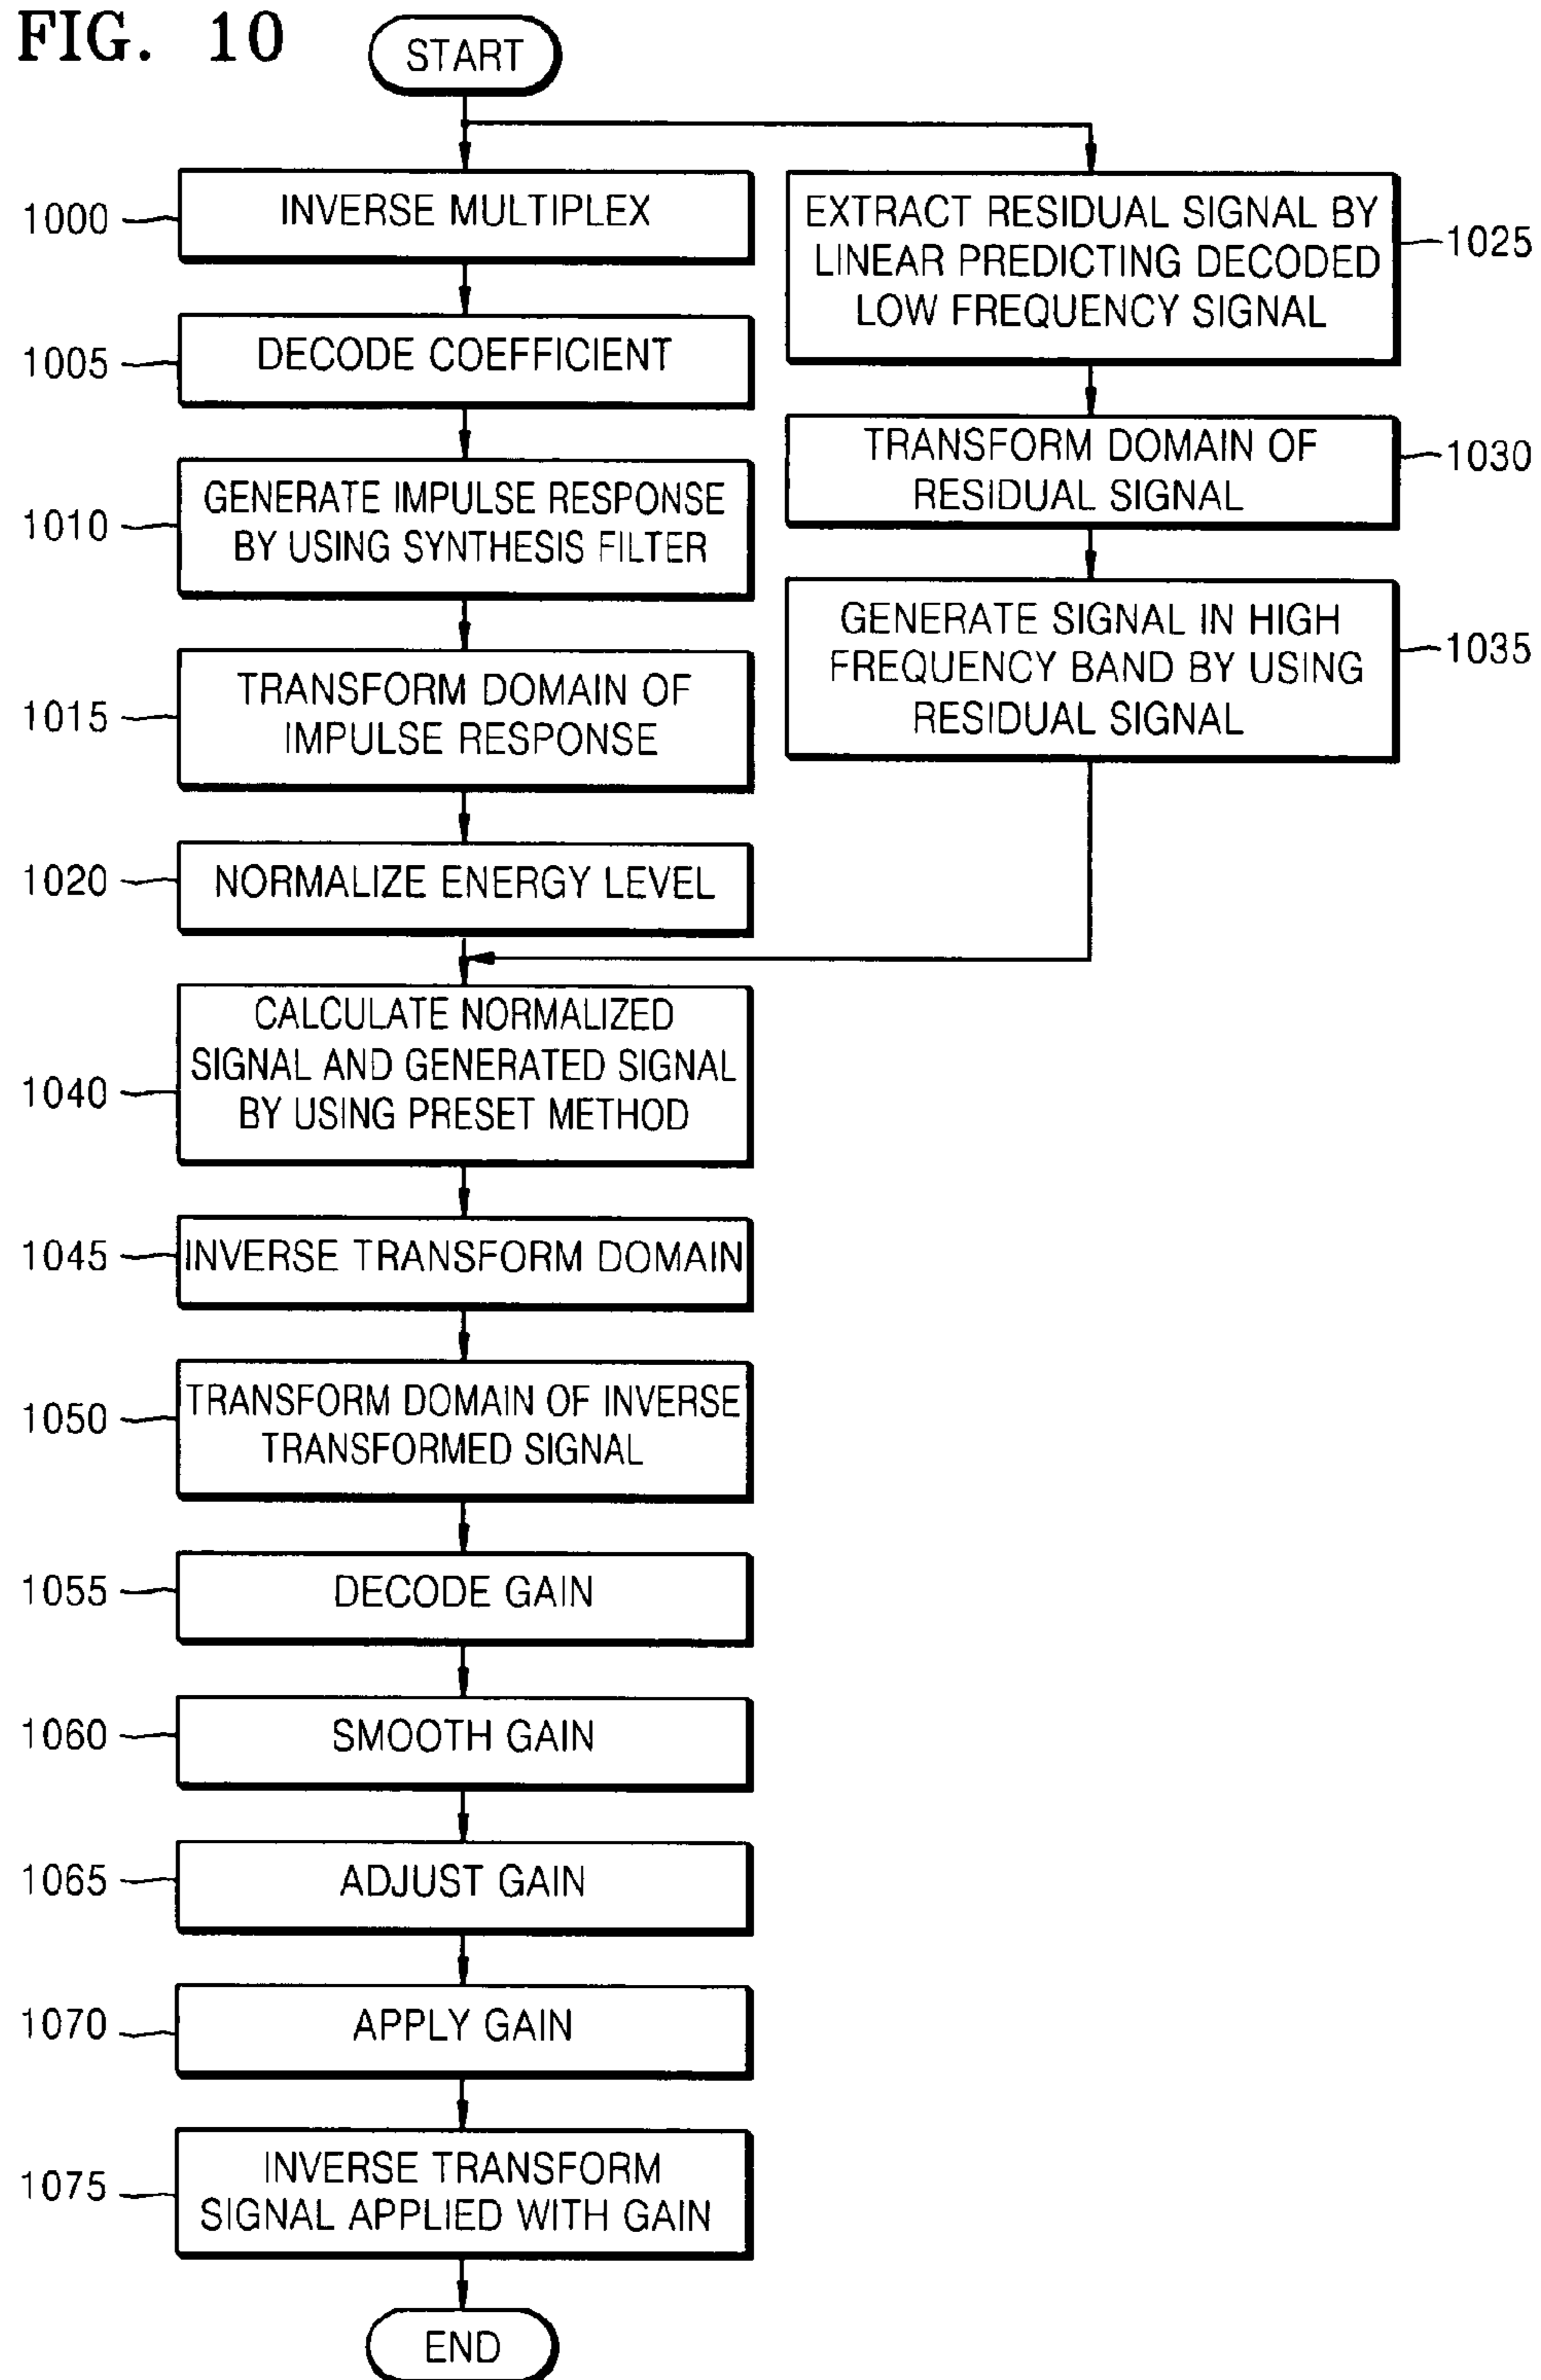 FIG. 10
START
1000
INVERSE MULTIPLEX
1005
DECODE COEFFICIENT
1010
GENERATE IMPULSE RESPONSE
BY USING SYNTHESIS FILTER
1015
TRANSFORM DOMAIN OF
IMPULSE RESPONSE
1020
NORMALIZE ENERGY LEVEL
EXTRACT RESIDUAL SIGNAL BY
LINEAR PREDICTING DECODED
LOW FREQUENCY SIGNAL
1025
TRANSFORM DOMAIN OF
RESIDUAL SIGNAL
1030
GENERATE SIGNAL IN HIGH
FREQUENCY BAND BY USING
RESIDUAL SIGNAL
1035
1040
CALCULATE NORMALIZED
SIGNAL AND GENERATED SIGNAL
BY USING PRESET METHOD
1045
INVERSE TRANSFORM DOMAIN
1050
TRANSFORM DOMAIN OF INVERSE
TRANSFORMED SIGNAL
1055
DECODE GAIN
1060
SMOOTH GAIN
1065
ADJUST GAIN
1070
APPLY GAIN
1075
INVERSE TRANSFORM
SIGNAL APPLIED WITH GAIN
END